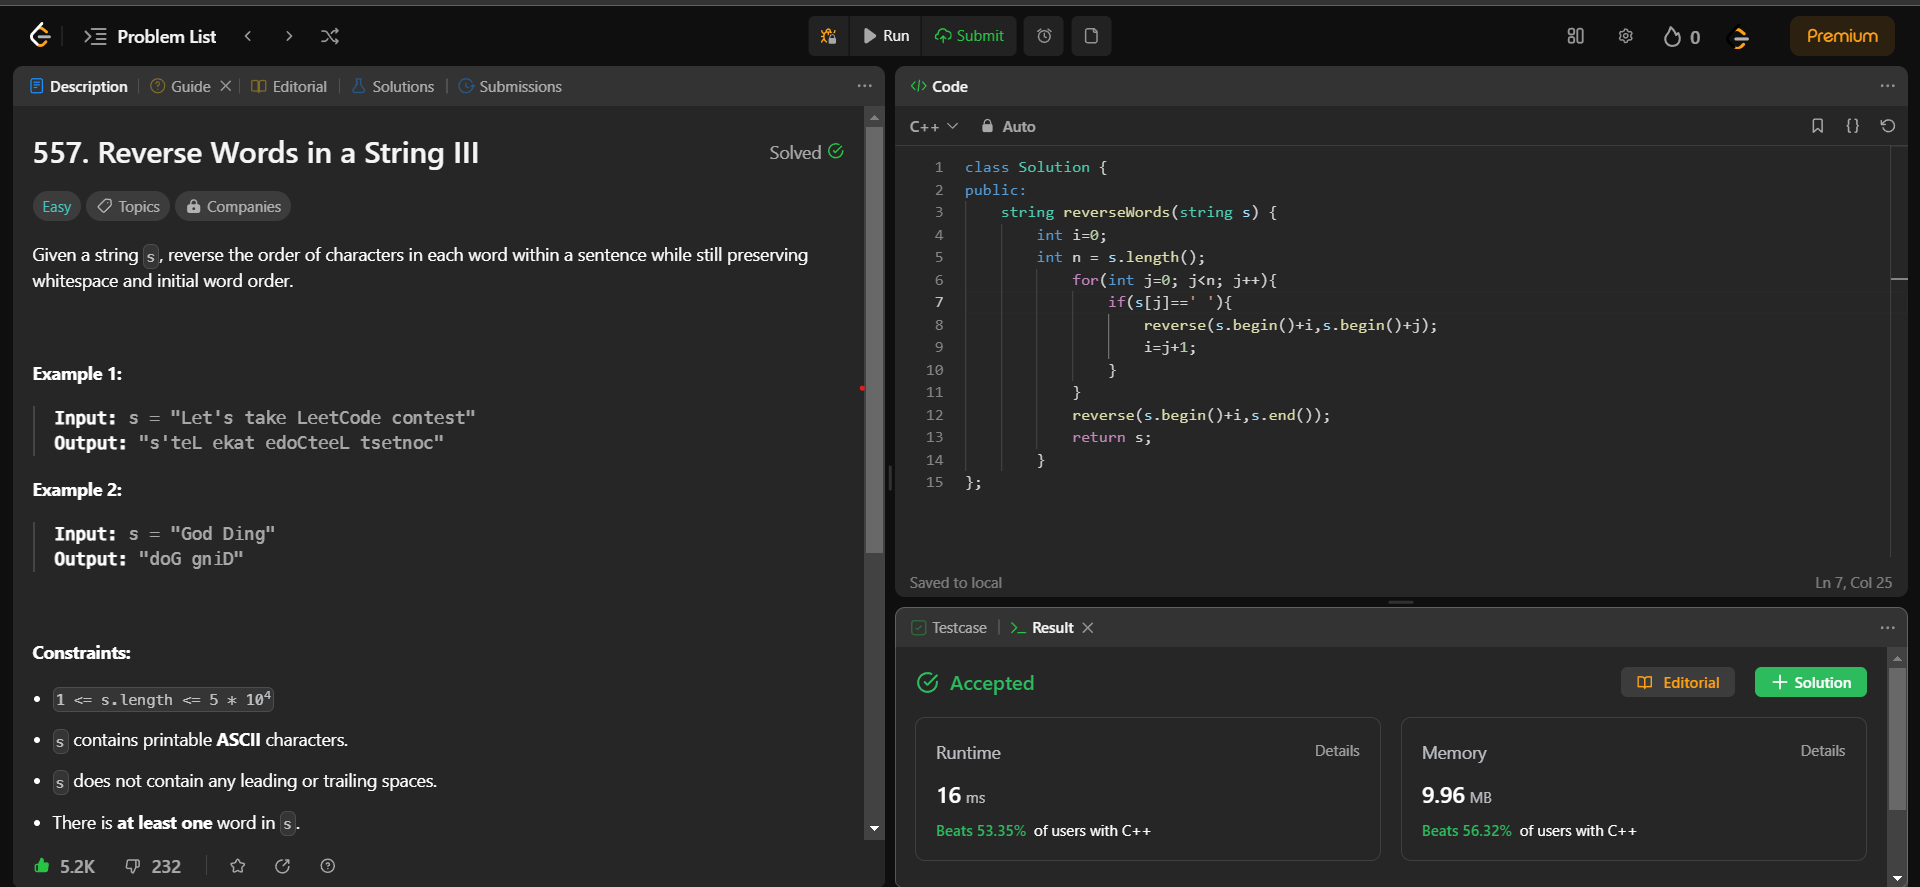 Problem List
Run
Submit
0
Premium
Description
Guide
Editorial
Solutions
Submissions
557. Reverse Words in a String III
Solved
Easy
Topics
Companies
Given a string s, reverse the order of characters in each word within a sentence while still preserving
whitespace and initial word order.
Example 1:
Input: s = "Let's take LeetCode contest"
Output: "s'teL ekat edoCteeL tsetnoc"
Example 2:
Input: s = "God Ding"
Output: "doG gniD"
Constraints:
• 1 <= s.length <= 5 * 10⁴
• s contains printable ASCII characters.
• s does not contain any leading or trailing spaces.
• There is at least one word in s.
5.2K
232
</> Code
C++
Auto
{}
1 class Solution {
2 public:
3     string reverseWords(string s) {
4         int i=0;
5         int n = s.length();
6             for(int j=0; j<n; j++){
7                 if(s[j]==' '){
8                     reverse(s.begin()+i,s.begin()+j);
9                     i=j+1;
10                 }
11             }
12             reverse(s.begin()+i,s.end());
13             return s;
14         }
15 };
Saved to local
Ln 7, Col 25
Testcase
>_ Result
Accepted
Editorial
+ Solution
Runtime
Details
16 ms
Beats 53.35% of users with C++
Memory
Details
9.96 MB
Beats 56.32% of users with C++